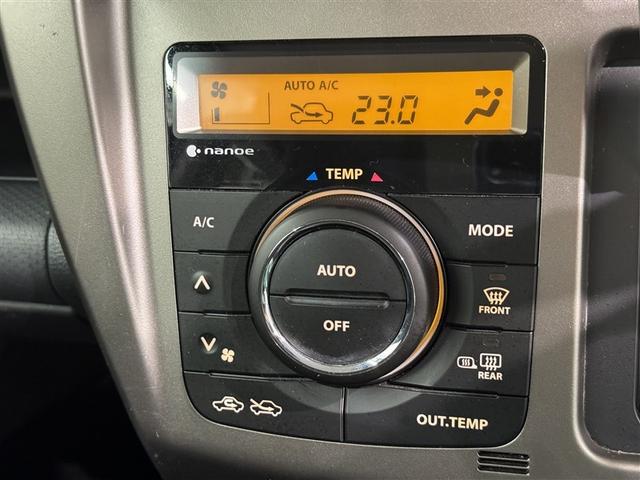 AUTO A/C
23.0
nanoe
TEMP
A/C
MODE
AUTO
OFF
FRONT
REAR
OUT.TEMP